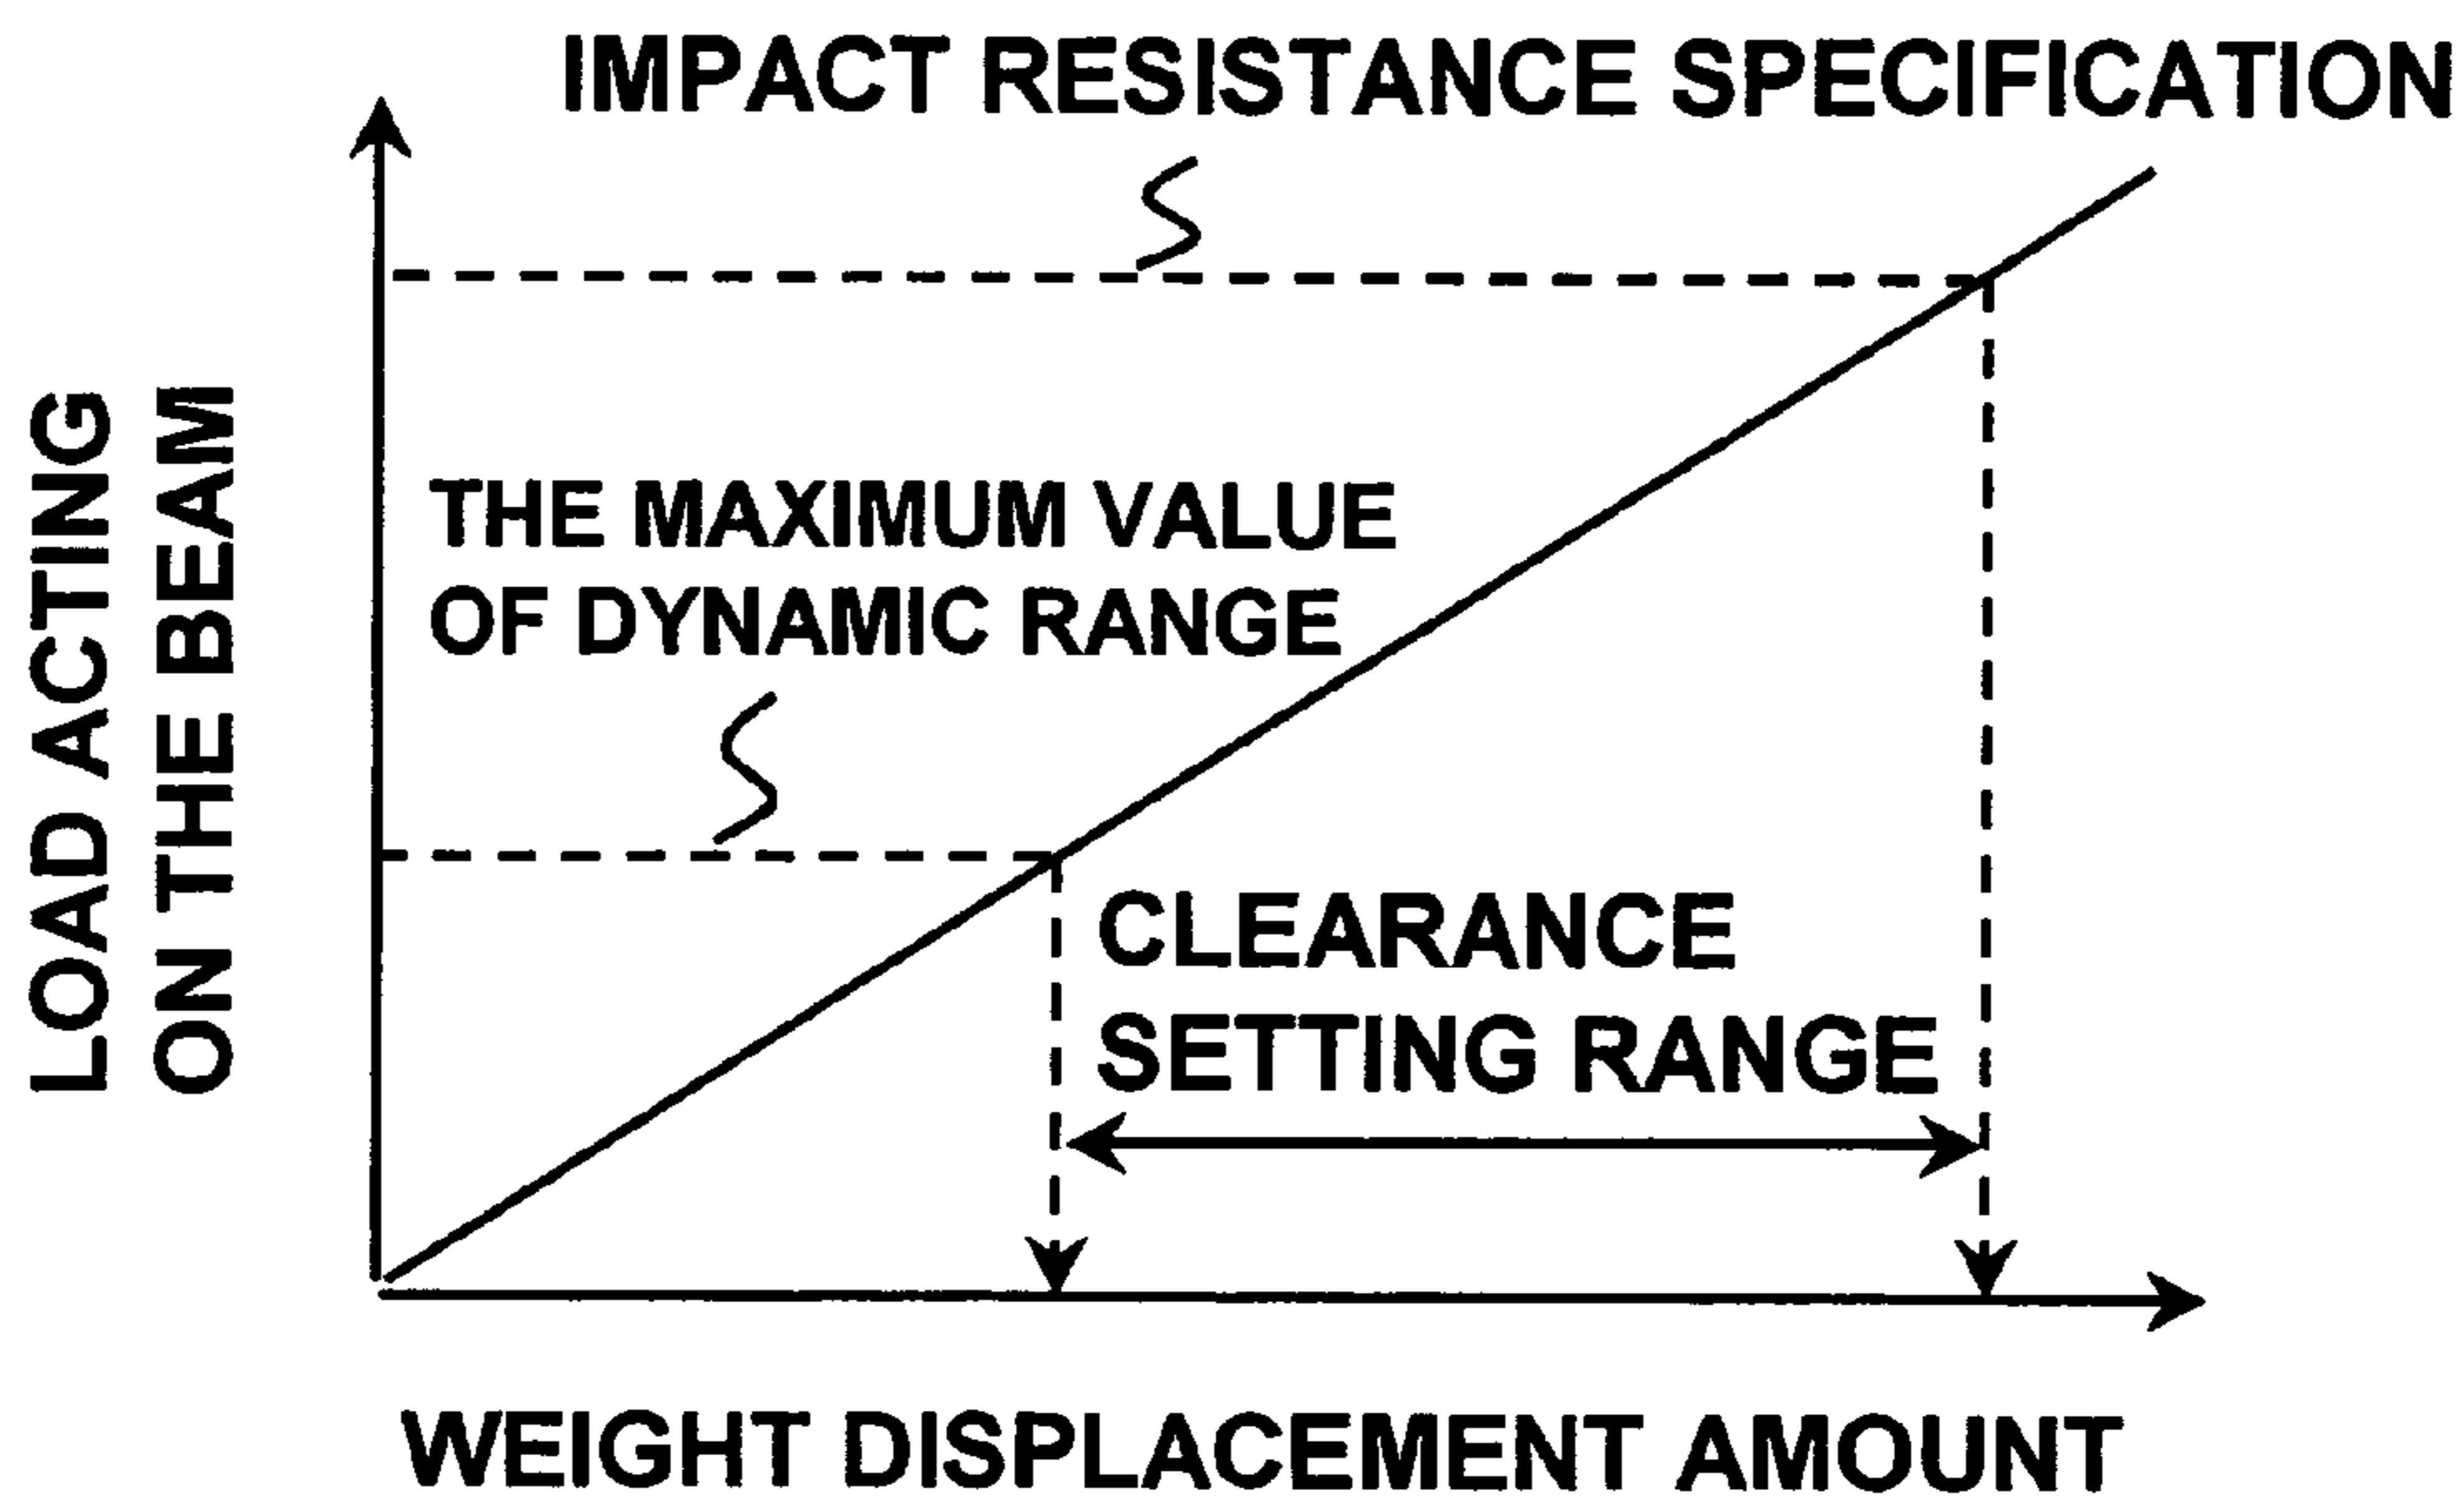 IMPACT RESISTANCE SPECIFICATION
LOAD ACTING
ON THE BEAM
THE MAXIMUM VALUE
OF DYNAMIC RANGE
CLEARANCE
SETTING RANGE
WEIGHT DISPLACEMENT AMOUNT